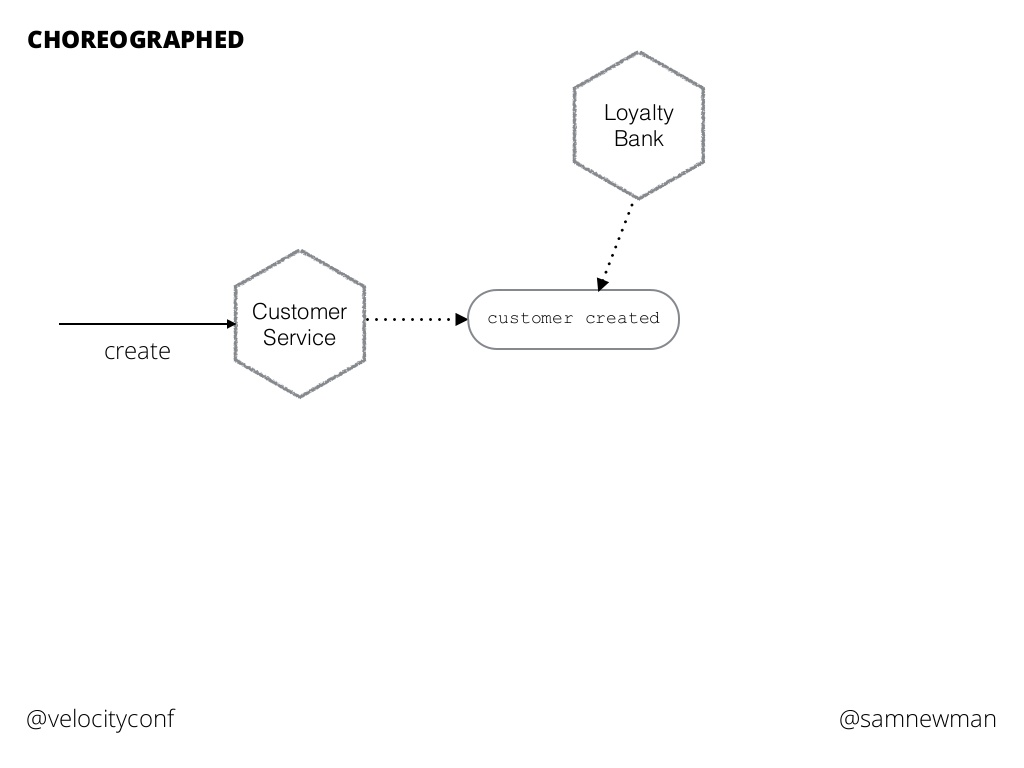 CHOREOGRAPHED
Loyalty
Bank
Customer
Service
customer created
create
@velocityconf
@samnewman